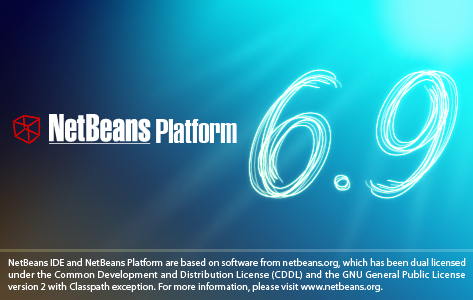 NetBeans Platform 6.9
NetBeans IDE and NetBeans Platform are based on software from netbeans.org, which has been dual licensed
under the Common Development and Distribution License (CDDL) and the GNU General Public License
version 2 with Classpath exception. For more information, please visit www.netbeans.org.